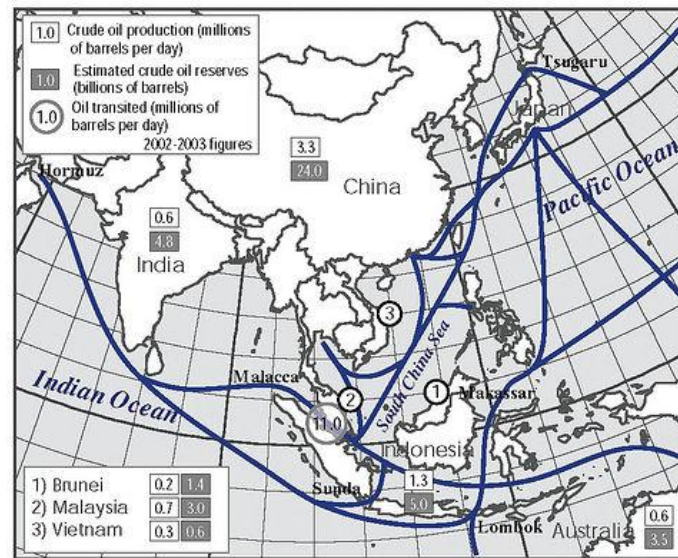 1.0 Crude oil production (millions
of barrels per day)
1.0 Estimated crude oil reserves
(billions of barrels)
1.0 Oil transited (millions of
barrels per day)
2002-2003 figures
Tsugaru
Japan
Hormuz
3.3
24.0
China
Pacific Ocean
0.6
4.8
India
3
South China Sea
Indian Ocean
Malacca
2
1
Makassar
11.0
Indonesia
1.3
5.0
Sunda
Lombok
Australia
0.6
3.5
1) Brunei 0.2 1.4
2) Malaysia 0.7 3.0
3) Vietnam 0.3 0.6